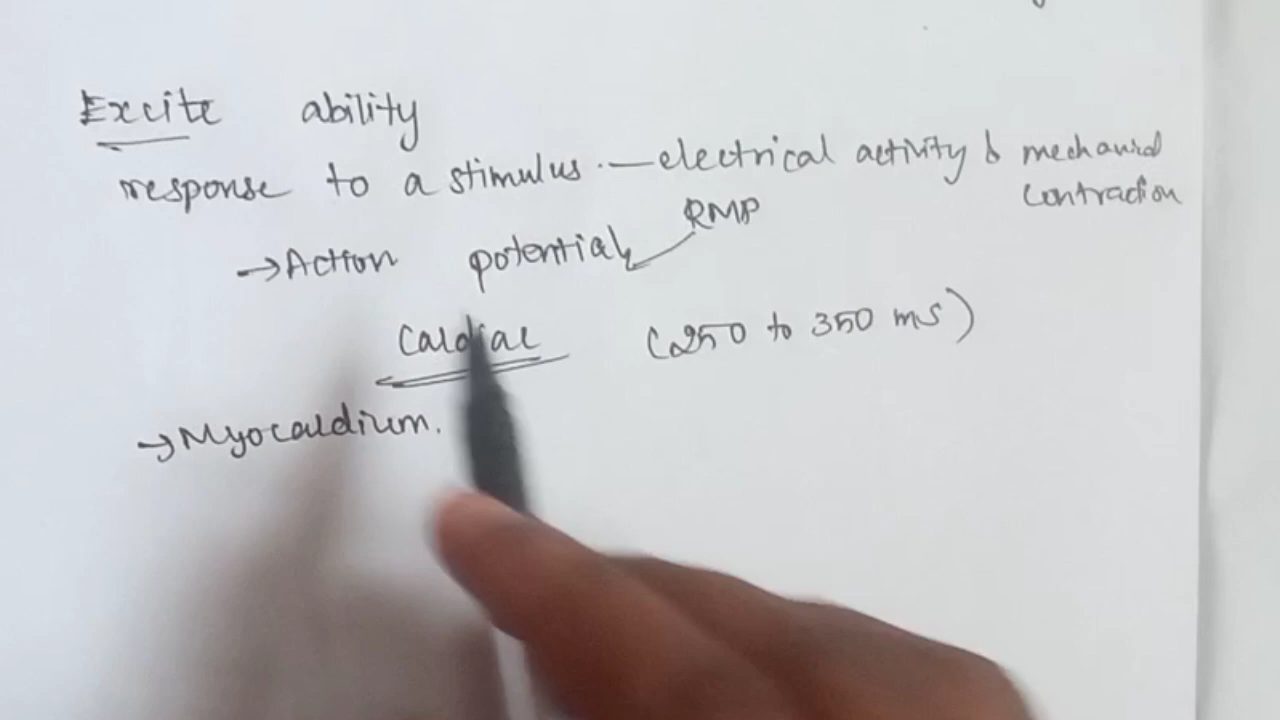 Excite ability
response to a stimulus. — electrical activity & mechanical
contraction
RMP
→ Action potential
Cardiac (250 to 350 ms)
→ Myocardium.